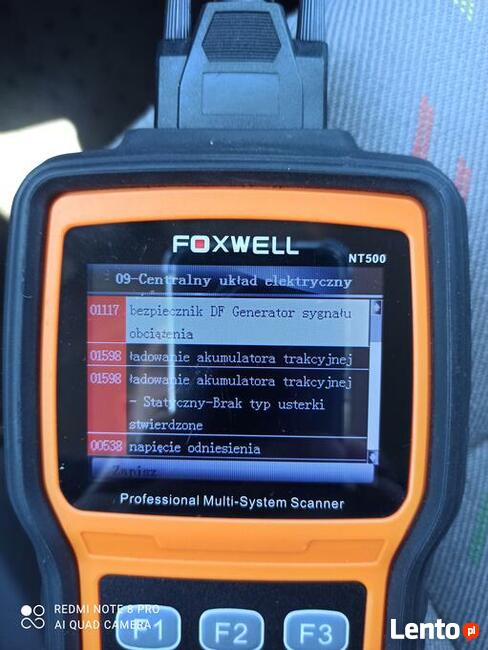 FOXWELL
NT500
09-Centralny układ elektryczny
01117 bezpiecznik DF Generator sygnału
obciążenia
01598 ładowanie akumulatora trakcyjnej
01598 ładowanie akumulatora trakcyjnej
- Statyczny-Brak typ usterki
stwierdzone
00538 napięcie odniesienia
Zapisz
Professional Multi-System Scanner
F1 F2 F3
REDMI NOTE 8 PRO
AI QUAD CAMERA
Lento.pl